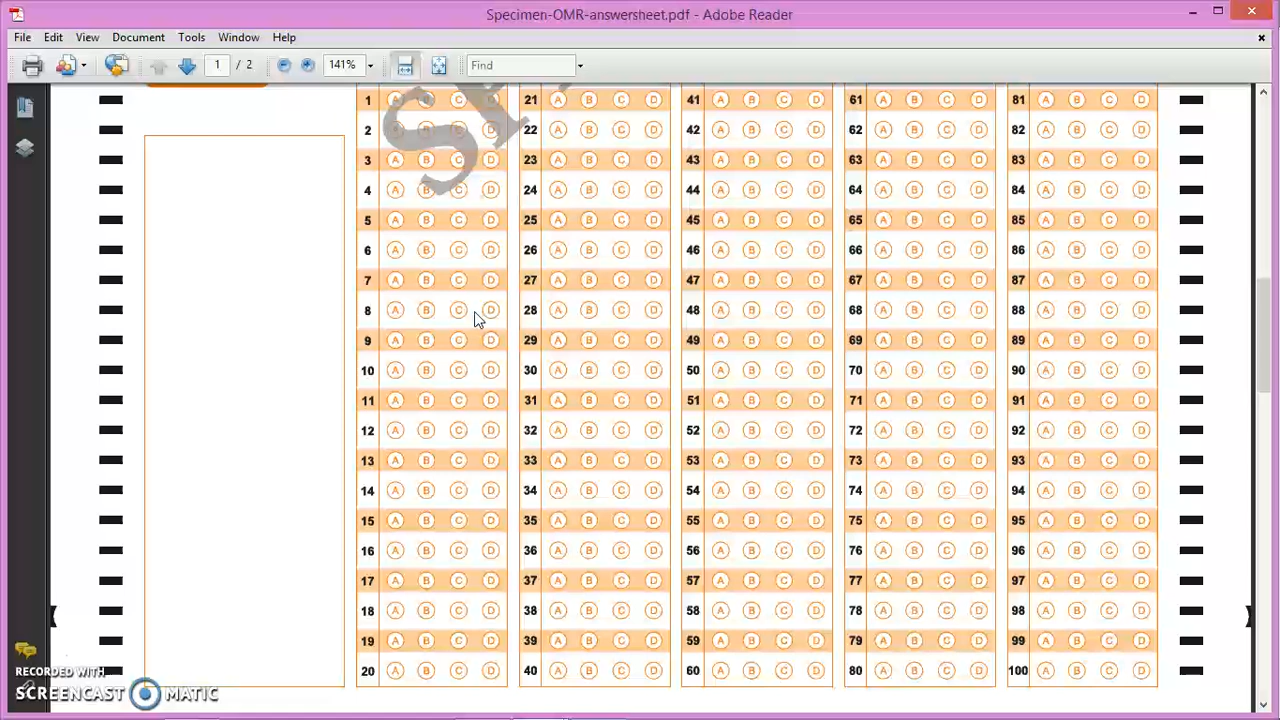 Specimen-OMR-answersheet.pdf - Adobe Reader
File Edit View Document Tools Window Help
1 / 2 141% Find
1 A B C D 21 A B C D 41 A B C D 61 A B C D 81 A B C D
2 B C D 22 A B C D 42 A B C D 62 A B C D 82 A B C D
3 A B C D 23 A B C D 43 A B C D 63 A B C D 83 A B C D
4 A B C D 24 A B C D 44 A B C D 64 A B C D 84 A B C D
5 A B C D 25 A B C D 45 A B C D 65 A B C D 85 A B C D
6 A B C D 26 A B C D 46 A B C D 66 A B C D 86 A B C D
7 A B C D 27 A B C D 47 A B C D 67 A B C D 87 A B C D
8 A B C D 28 A B C D 48 A B C D 68 A B C D 88 A B C D
9 A B C D 29 A B C D 49 A B C D 69 A B C D 89 A B C D
10 A B C D 30 A B C D 50 A B C D 70 A B C D 90 A B C D
11 A B C D 31 A B C D 51 A B C D 71 A B C D 91 A B C D
12 A B C D 32 A B C D 52 A B C D 72 A B C D 92 A B C D
13 A B C D 33 A B C D 53 A B C D 73 A B C D 93 A B C D
14 A B C D 34 A B C D 54 A B C D 74 A B C D 94 A B C D
15 A B C D 35 A B C D 55 A B C D 75 A B C D 95 A B C D
16 A B C D 36 A B C D 56 A B C D 76 A B C D 96 A B C D
17 A B C D 37 A B C D 57 A B C D 77 A B C D 97 A B C D
18 A B C D 38 A B C D 58 A B C D 78 A B C D 98 A B C D
19 A B C D 39 A B C D 59 A B C D 79 A B C D 99 A B C D
20 A B C D 40 A B C D 60 A B C D 80 A B C D 100 A B C D
RECORDED WITH
SCREENCAST MATIC